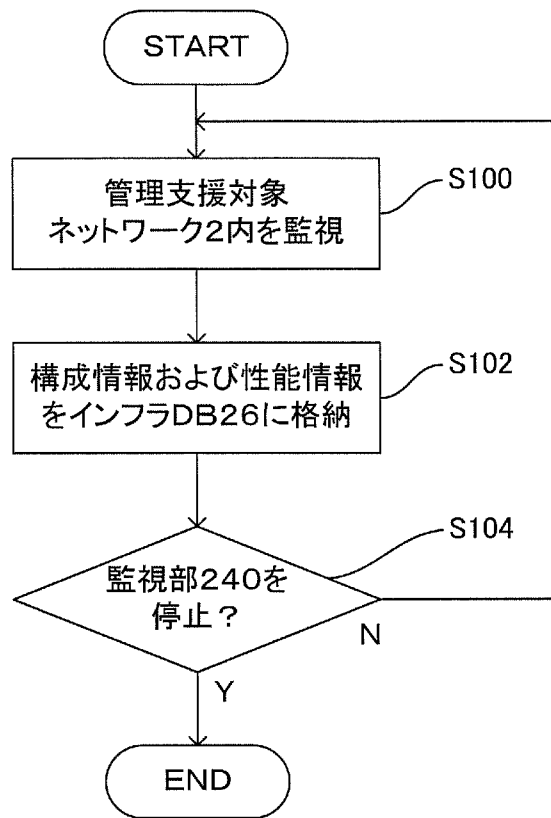 START
管理支援対象
ネットワーク2内を監視
S100
構成情報および性能情報
をインフラDB26に格納
S102
監視部240を
停止?
S104
N
Y
END